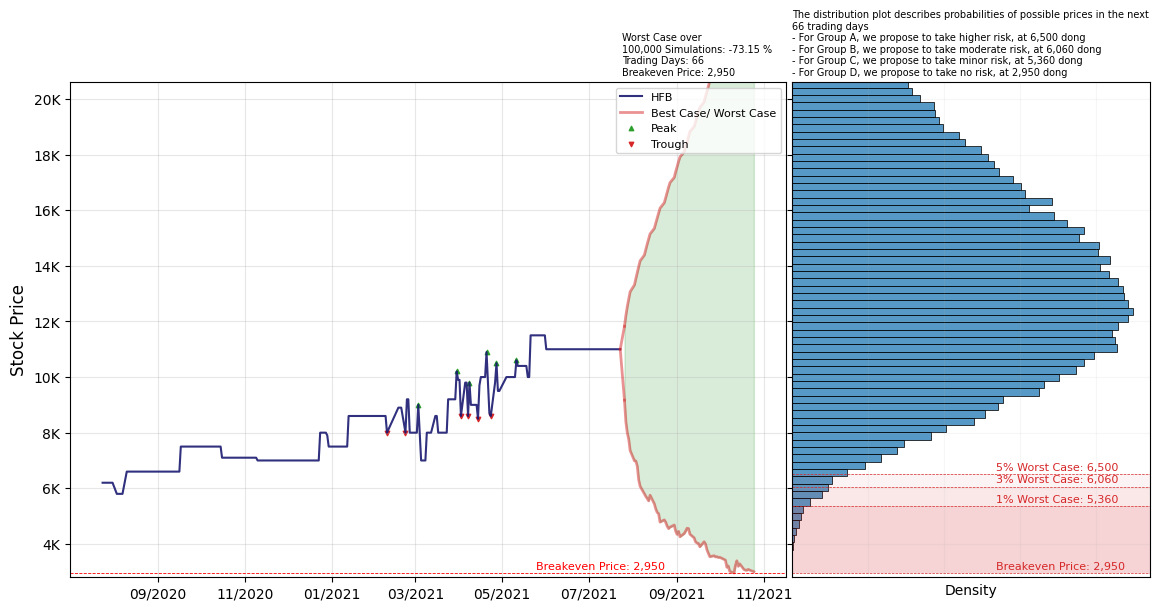 The distribution plot describes probabilities of possible prices in the next
66 trading days
- For Group A, we propose to take higher risk, at 6,500 dong
- For Group B, we propose to take moderate risk, at 6,060 dong
- For Group C, we propose to take minor risk, at 5,360 dong
- For Group D, we propose to take no risk, at 2,950 dong
Worst Case over
100,000 Simulations: -73.15 %
Trading Days: 66
Breakeven Price: 2,950
HFB
Best Case/ Worst Case
Peak
Trough
Stock Price
20K
18K
16K
14K
12K
10K
8K
6K
4K
Breakeven Price: 2,950
09/2020
11/2020
01/2021
03/2021
05/2021
07/2021
09/2021
11/2021
5% Worst Case: 6,500
3% Worst Case: 6,060
1% Worst Case: 5,360
Breakeven Price: 2,950
Density